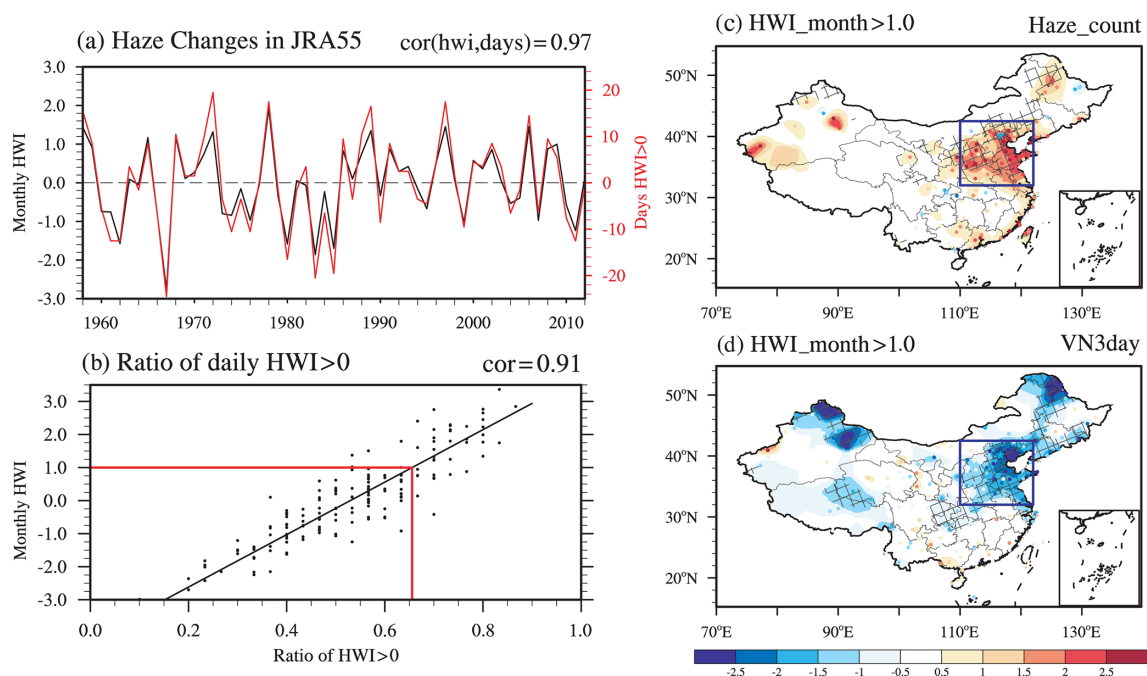 (a) Haze Changes in JRA55
cor(hwi,days)=0.97
3.0
2.0
1.0
0.0
-1.0
-2.0
-3.0
Monthly HWI
20
10
0
-10
-20
Days HWI>0
1960 1970 1980 1990 2000 2010
(b) Ratio of daily HWI>0
cor=0.91
3.0
2.0
1.0
0.0
-1.0
-2.0
-3.0
Monthly HWI
0.0 0.2 0.4 0.6 0.8 1.0
Ratio of HWI>0
(c) HWI_month>1.0
Haze_count
50°N
40°N
30°N
20°N
70°E 90°E 110°E 130°E
(d) HWI_month>1.0
VN3day
50°N
40°N
30°N
20°N
70°E 90°E 110°E 130°E
-2.5 -2 -1.5 -1 -0.5 0.5 1 1.5 2 2.5